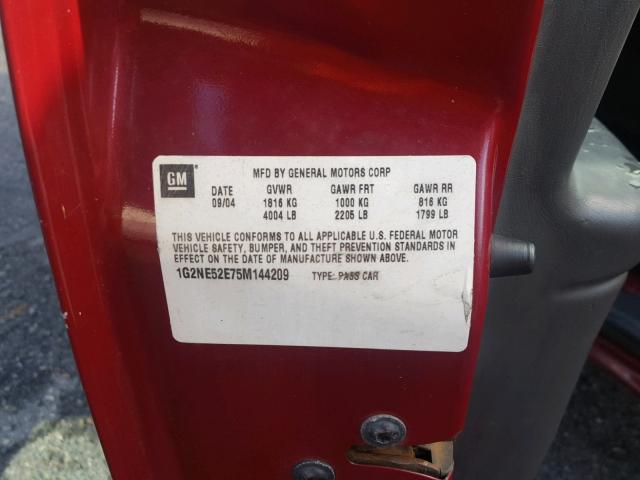 GM
MFD BY GENERAL MOTORS CORP
DATE GVWR GAWR FRT GAWR RR
09/04 1816 KG 1000 KG 816 KG
4004 LB 2205 LB 1799 LB
THIS VEHICLE CONFORMS TO ALL APPLICABLE U.S. FEDERAL MOTOR
VEHICLE SAFETY, BUMPER, AND THEFT PREVENTION STANDARDS IN
EFFECT ON THE DATE OF MANUFACTURE SHOWN ABOVE.
1G2NE52E75M144209 TYPE: PASS CAR